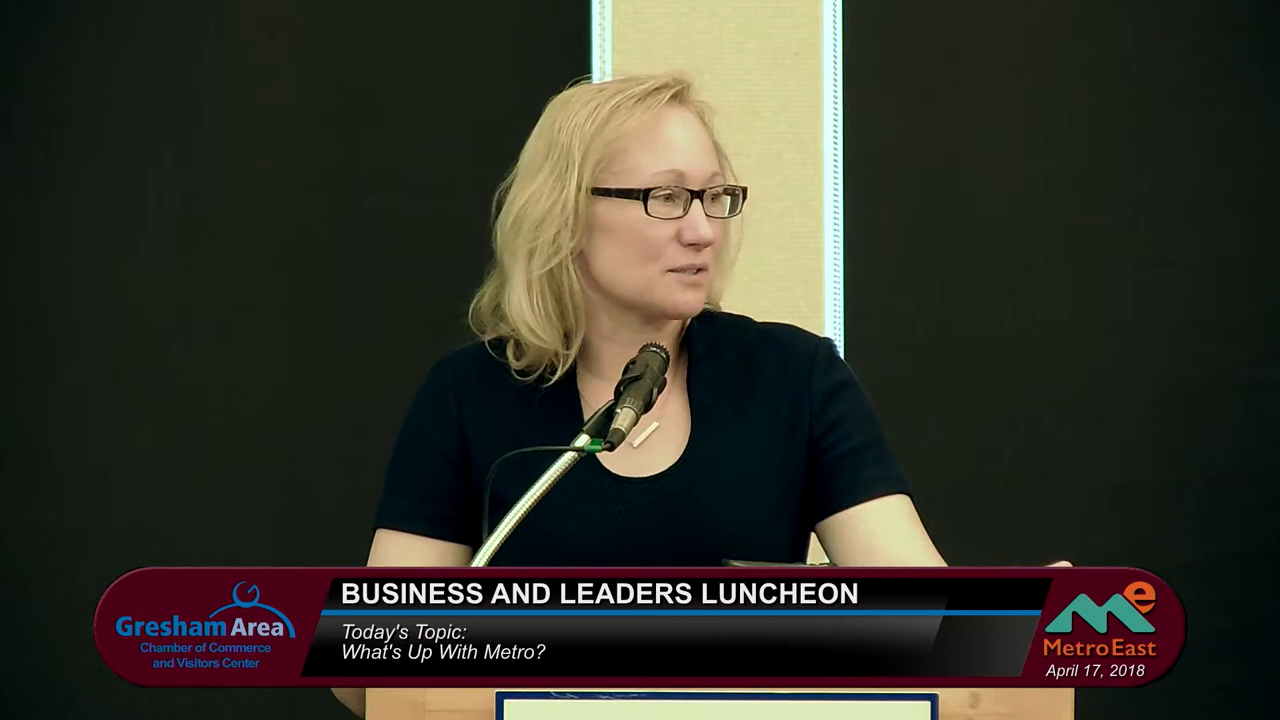 BUSINESS AND LEADERS LUNCHEON
Today's Topic:
What's Up With Metro?
Gresham Area
Chamber of Commerce
and Visitors Center
Me
MetroEast
April 17, 2018